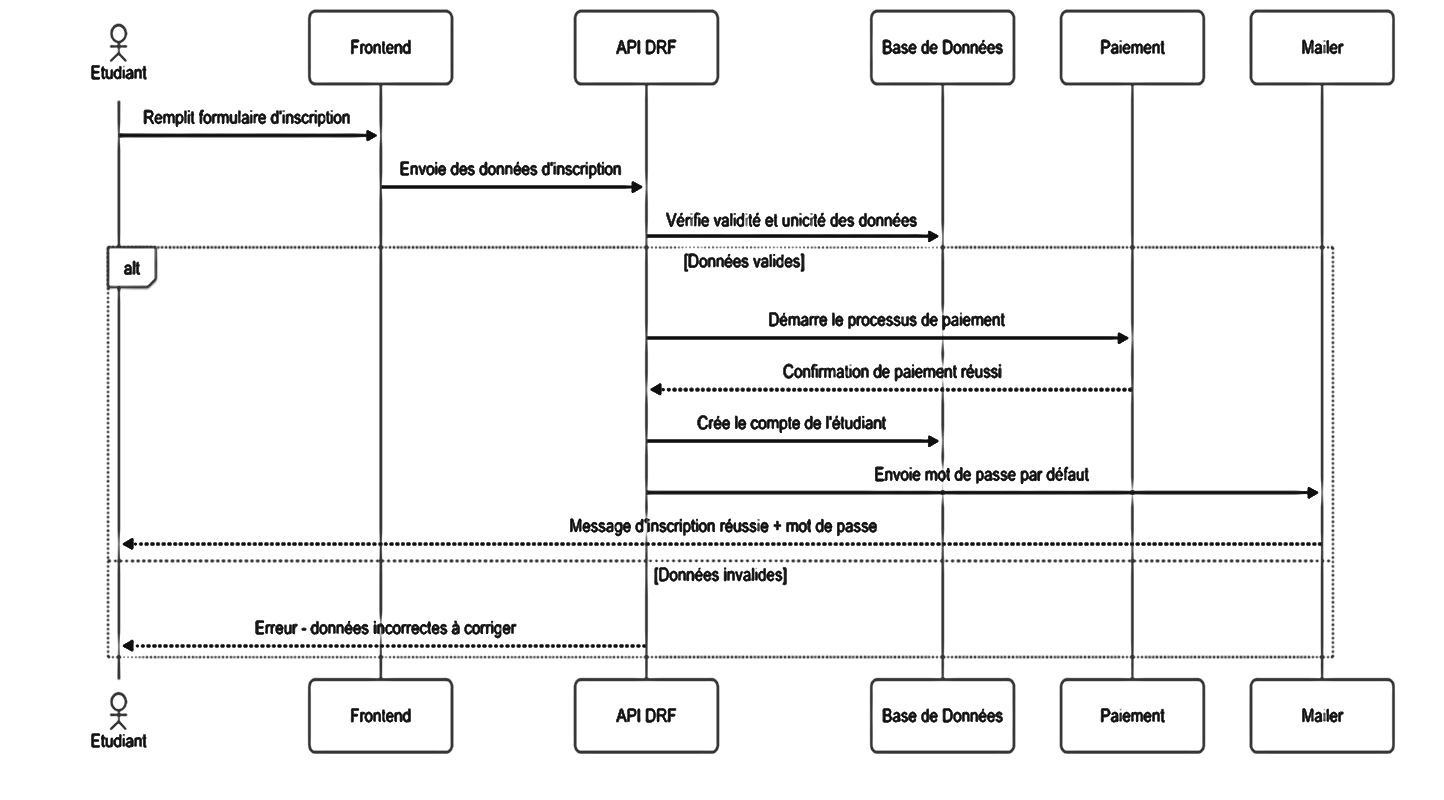 Etudiant
Frontend
API DRF
Base de Données
Paiement
Mailer
Remplit formulaire d'inscription
Envoie des données d'inscription
Vérifie validité et unicité des données
alt
[Données valides]
Démarre le processus de paiement
Confirmation de paiement réussi
Crée le compte de l'étudiant
Envoie mot de passe par défaut
Message d'inscription réussie + mot de passe
[Données invalides]
Erreur - données incorrectes à corriger
Etudiant
Frontend
API DRF
Base de Données
Paiement
Mailer